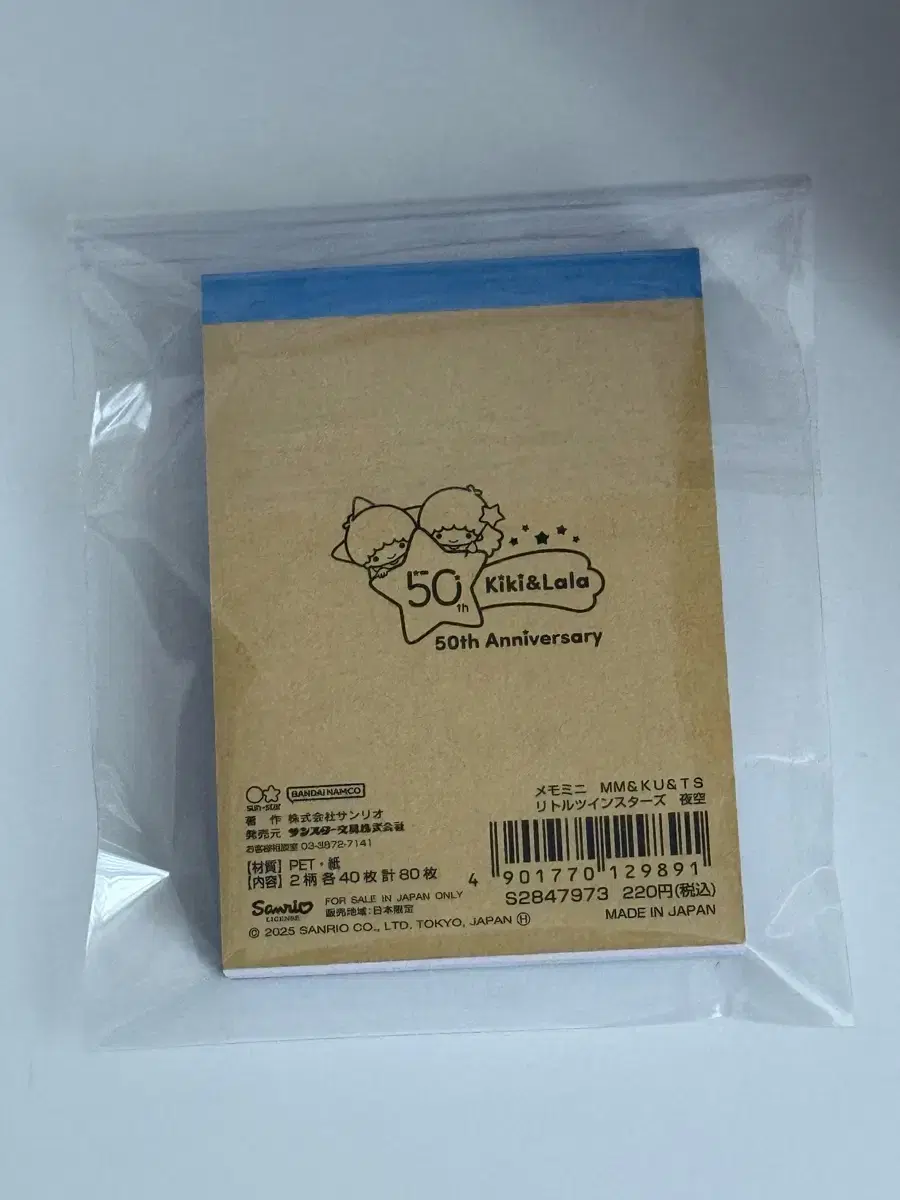 50th
Kiki&Lala
50th Anniversary
sun-star
BANDAI NAMCO
著 作 株式会社サンリオ
発売元 サンスター文具株式会社
お客様相談室 03-3872-7141
【材質】PET・紙
【内容】2柄各40枚計80枚
Sanrio
LICENSE
FOR SALE IN JAPAN ONLY
販売地域:日本限定
© 2025 SANRIO CO., LTD. TOKYO, JAPAN Ⓗ
メモミニ MM&KU&TS
リトルツインスターズ 夜空
4 901770 129891
S2847973 220円(税込)
MADE IN JAPAN